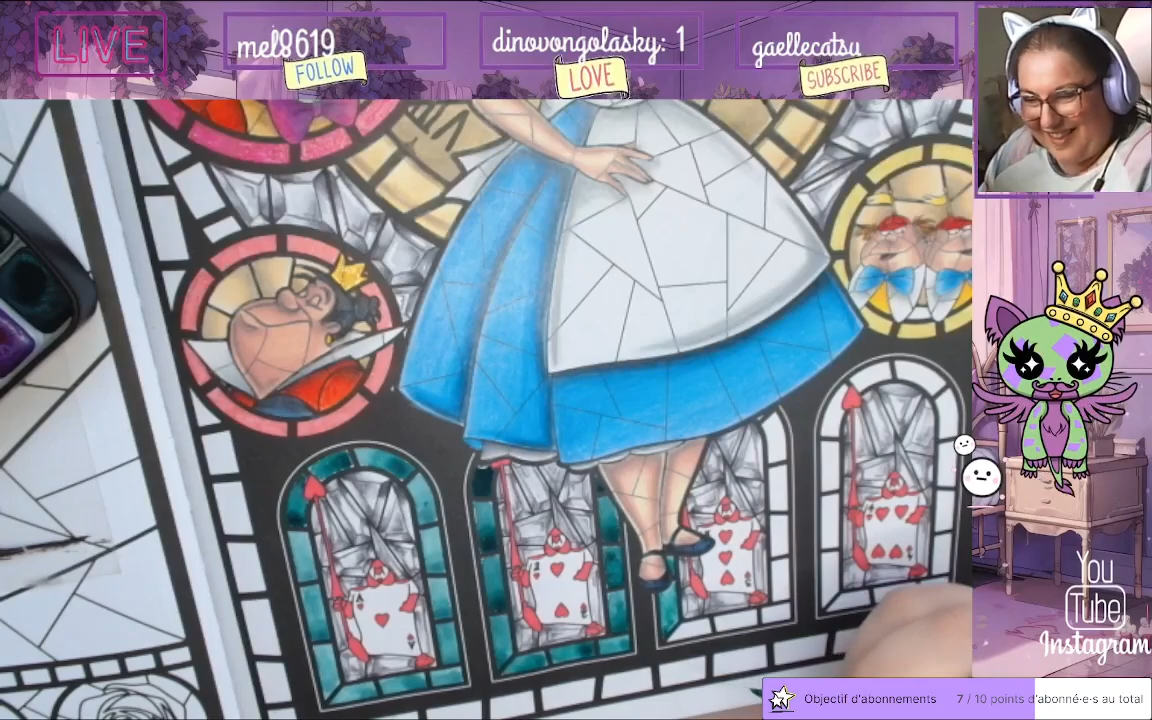 LIVE
mel8619
FOLLOW
dinovongolasky: 1
LOVE
gaellecatsu
SUBSCRIBE
VIII
A
A
You
Tube
Instagram
Objectif d'abonnements 7 / 10 points d'abonné·e·s au total